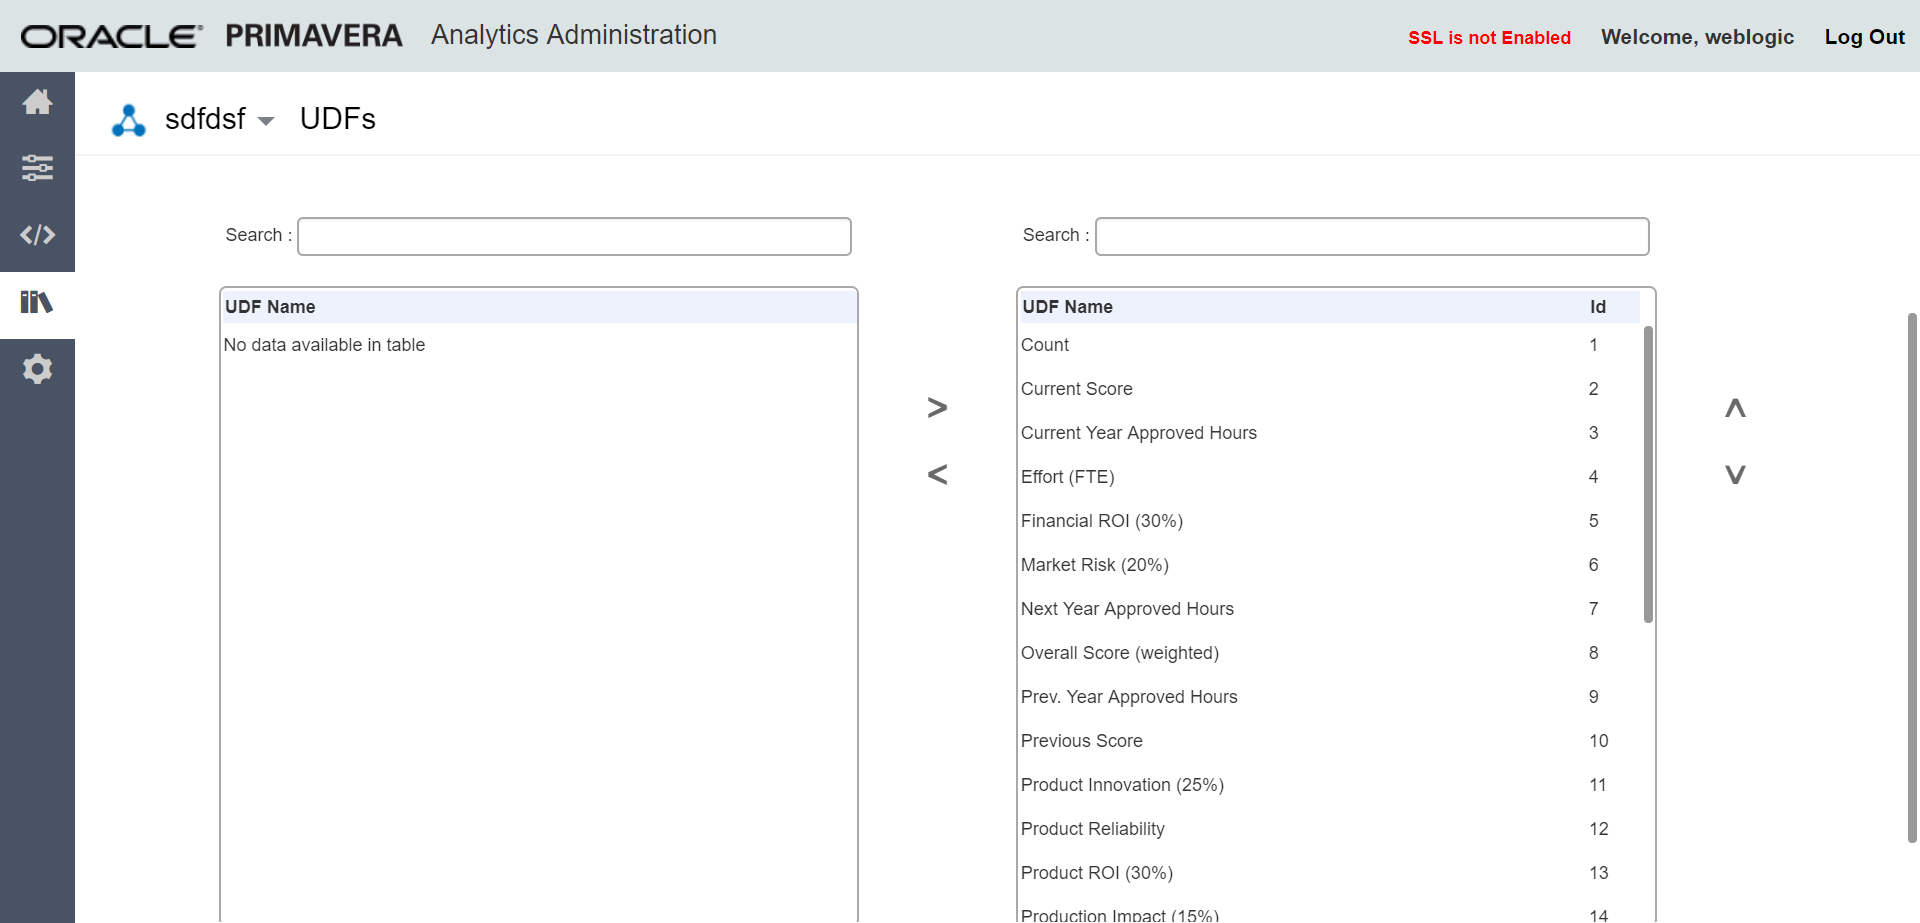 ORACLE PRIMAVERA Analytics Administration
SSL is not Enabled Welcome, weblogic Log Out
sdfdsf UDFs
Search :
UDF Name
No data available in table
>
<
Search :
UDF Name Id
Count 1
Current Score 2
Current Year Approved Hours 3
Effort (FTE) 4
Financial ROI (30%) 5
Market Risk (20%) 6
Next Year Approved Hours 7
Overall Score (weighted) 8
Prev. Year Approved Hours 9
Previous Score 10
Product Innovation (25%) 11
Product Reliability 12
Product ROI (30%) 13
Production Impact (15%) 14